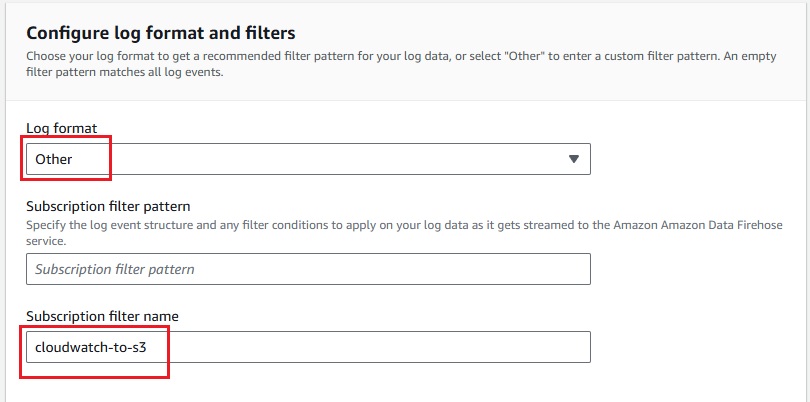 Configure log format and filters
Choose your log format to get a recommended filter pattern for your log data, or select "Other" to enter a custom filter pattern. An empty
filter pattern matches all log events.
Log format
Other
Subscription filter pattern
Specify the log event structure and any filter conditions to apply on your log data as it gets streamed to the Amazon Amazon Data Firehose
service.
Subscription filter pattern
Subscription filter name
cloudwatch-to-s3